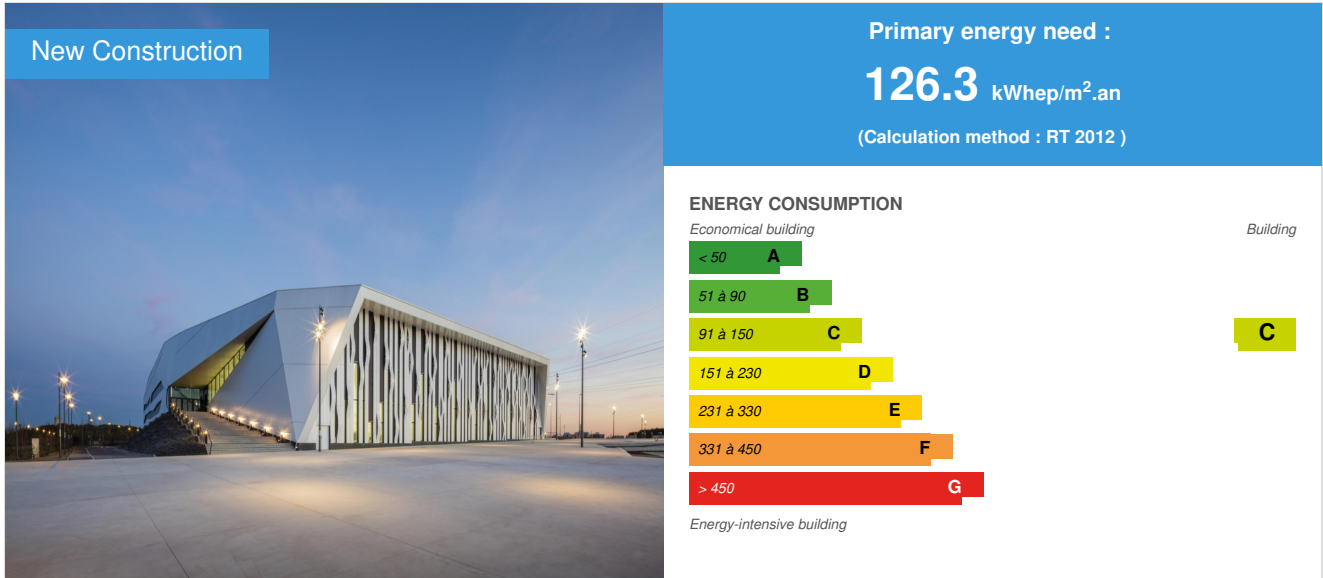 New Construction
Primary energy need :
126.3 kWhep/m².an
(Calculation method : RT 2012 )
ENERGY CONSUMPTION
Economical building
Building
< 50 A
51 à 90 B
91 à 150 C
C
151 à 230 D
231 à 330 E
331 à 450 F
> 450 G
Energy-intensive building